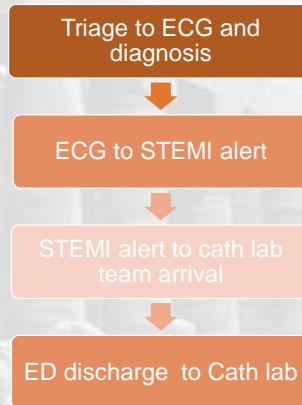 Triage to ECG and
diagnosis
ECG to STEMI alert
STEMI alert to cath lab
team arrival
ED discharge to Cath lab